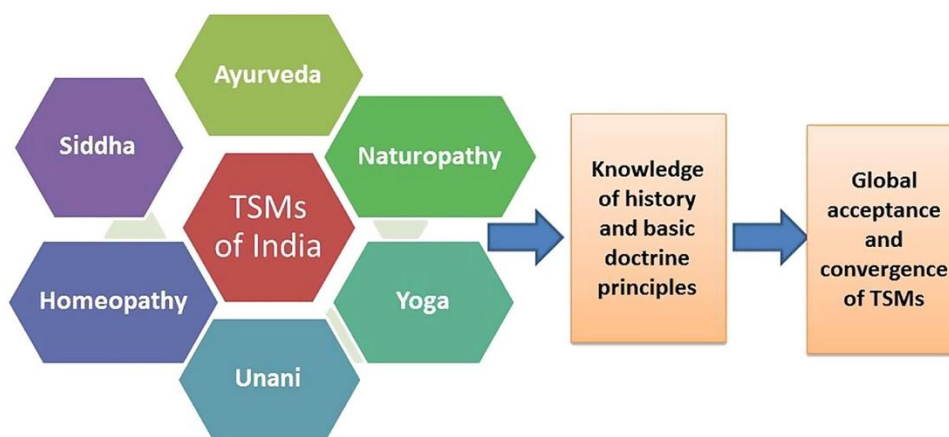 Ayurveda
Siddha
Naturopathy
TSMs
of India
Homeopathy
Yoga
Unani
Knowledge
of history
and basic
doctrine
principles
Global
acceptance
and
convergence
of TSMs